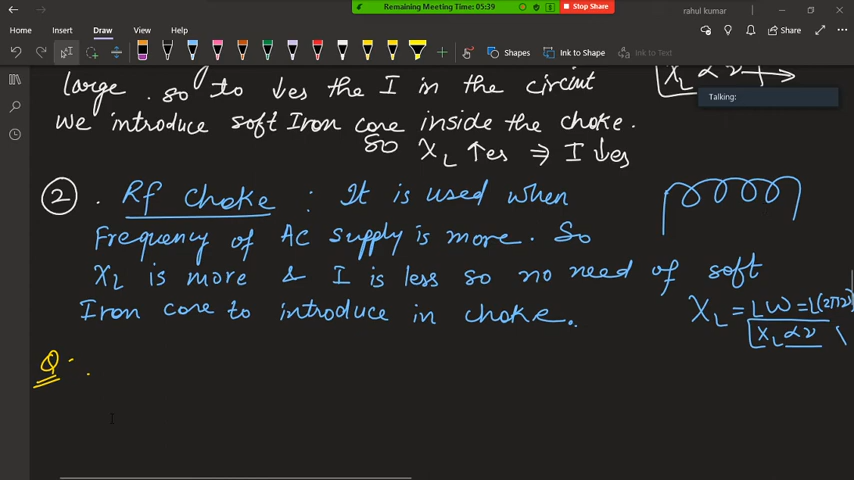 Remaining Meeting Time: 05:39
Stop Share
rahul kumar
Home Insert Draw View Help
Share
Shapes
Ink to Shape
Ink to Text
Talking:
large. so to ↓es the I in the circuit
X_L α ν
we introduce soft Iron core inside the choke.
so X_L ↑es ⇒ I ↓es
② . Rf choke : It is used when
Frequency of AC supply is more. So
X_L is more & I is less so no need of soft
Iron core to introduce in choke.
X_L = Lω = L(2πν)
X_L α ν
Q - .